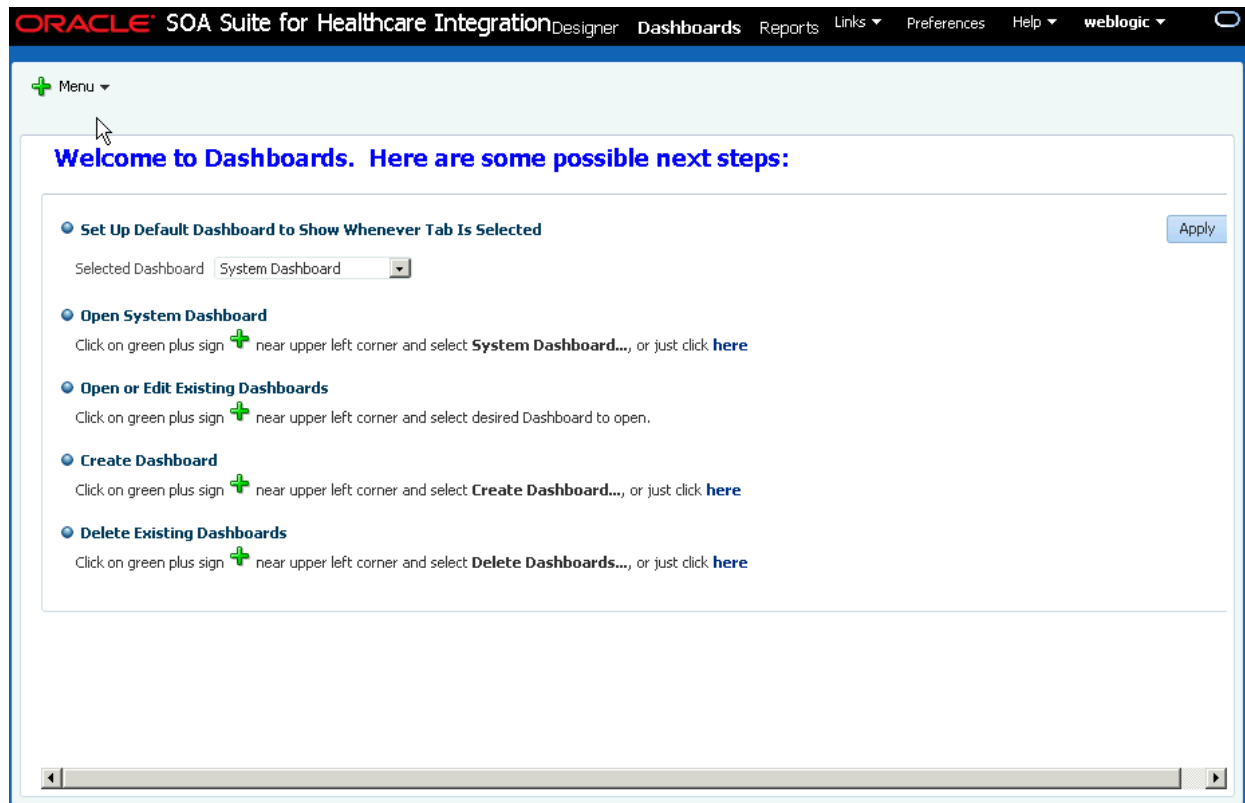 ORACLE SOA Suite for Healthcare Integration Designer Dashboards Reports Links Preferences Help weblogic
Menu
Welcome to Dashboards. Here are some possible next steps:
Set Up Default Dashboard to Show Whenever Tab Is Selected
Apply
Selected Dashboard System Dashboard
Open System Dashboard
Click on green plus sign near upper left corner and select System Dashboard..., or just click here
Open or Edit Existing Dashboards
Click on green plus sign near upper left corner and select desired Dashboard to open.
Create Dashboard
Click on green plus sign near upper left corner and select Create Dashboard..., or just click here
Delete Existing Dashboards
Click on green plus sign near upper left corner and select Delete Dashboards..., or just click here